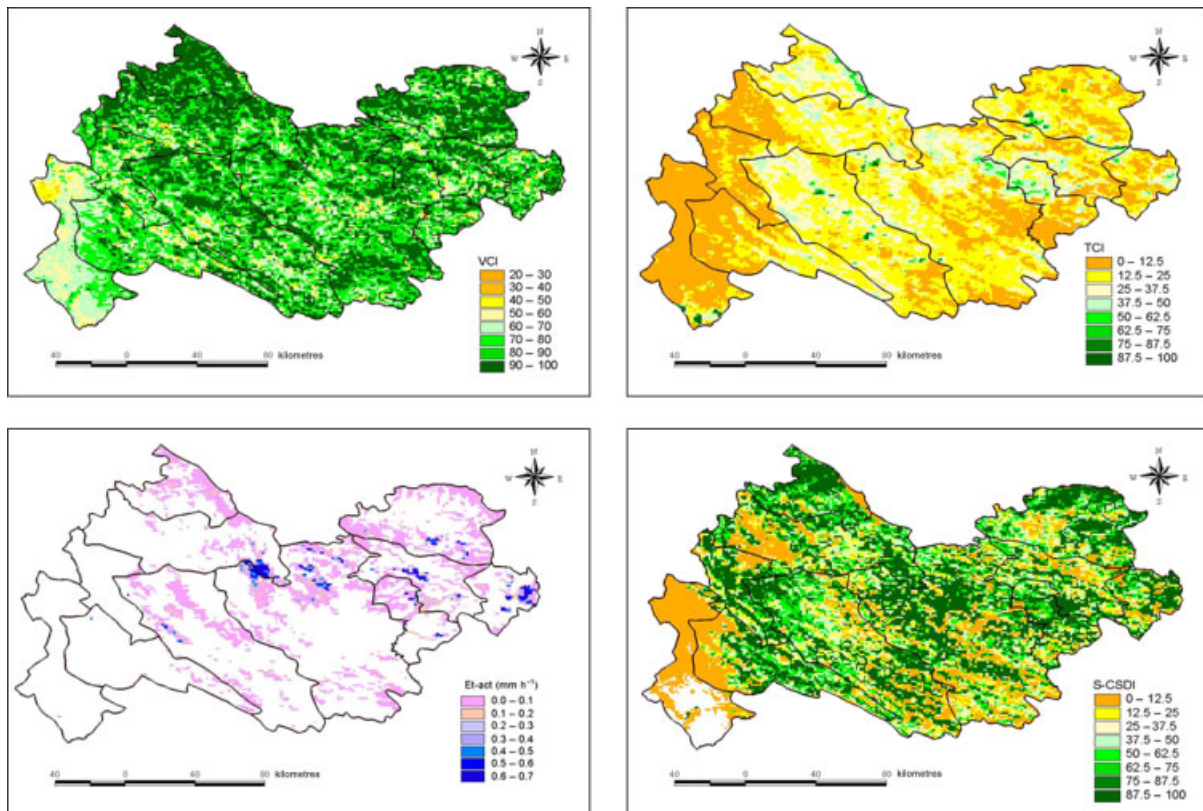 N
W E
S
VCI
20 – 30
30 – 40
40 – 50
50 – 60
60 – 70
70 – 80
80 – 90
90 – 100
40 0 40 80 kilometres
N
W E
S
TCI
0 – 12.5
12.5 – 25
25 – 37.5
37.5 – 50
50 – 62.5
62.5 – 75
75 – 87.5
87.5 – 100
40 0 40 80 kilometres
N
W E
S
Et-act (mm h⁻¹)
0.0 – 0.1
0.1 – 0.2
0.2 – 0.3
0.3 – 0.4
0.4 – 0.5
0.5 – 0.6
0.6 – 0.7
40 0 40 80 kilometres
N
W E
S
S-CSDI
0 – 12.5
12.5 – 25
25 – 37.5
37.5 – 50
50 – 62.5
62.5 – 75
75 – 87.5
87.5 – 100
40 0 40 80 kilometres